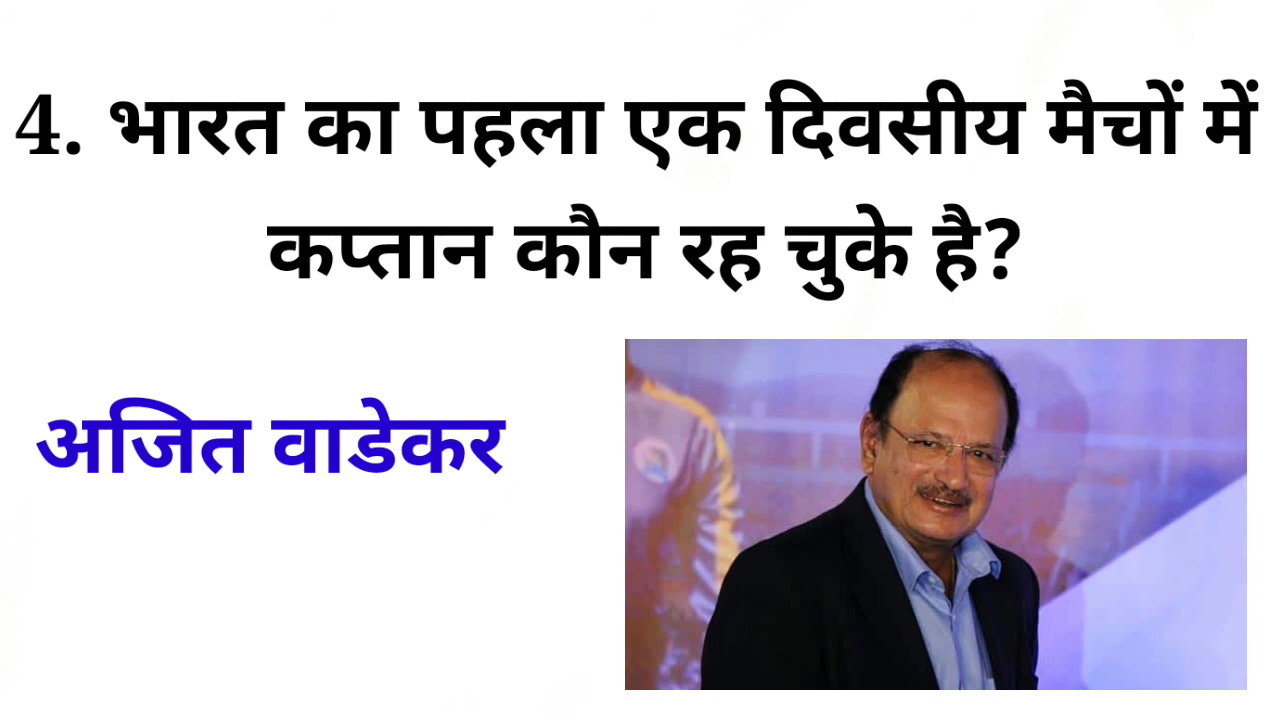 4. भारत का पहला एक दिवसीय मैचों में
कप्तान कौन रह चुके है?
अजित वाडेकर